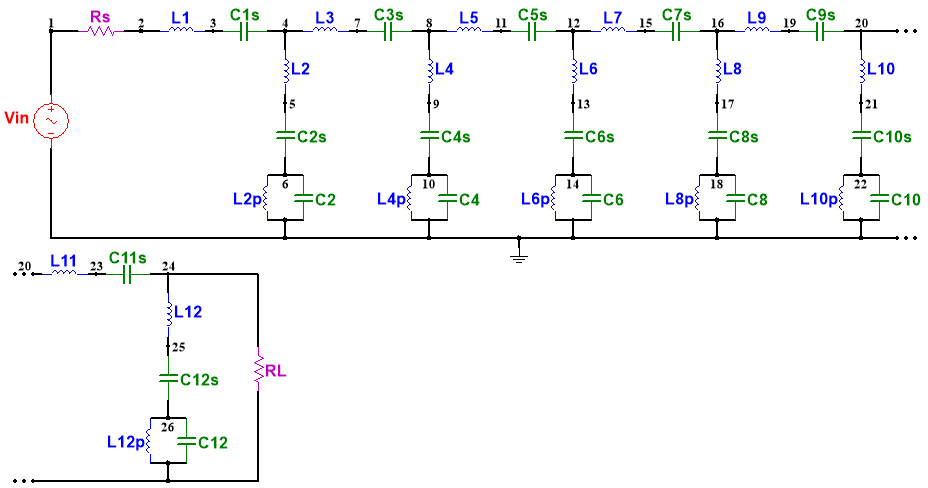 1 Rs 2 L1 3 C1s 4 L3 7 C3s 8 L5 11 C5s 12 L7 15 C7s 16 L9 19 C9s 20
L2 L4 L6 L8 L10
5 9 13 17 21
Vin + −
C2s C4s C6s C8s C10s
6 10 14 18 22
L2p C2 L4p C4 L6p C6 L8p C8 L10p C10
20 L11 23 C11s 24
L12
25
RL
C12s
26
L12p C12